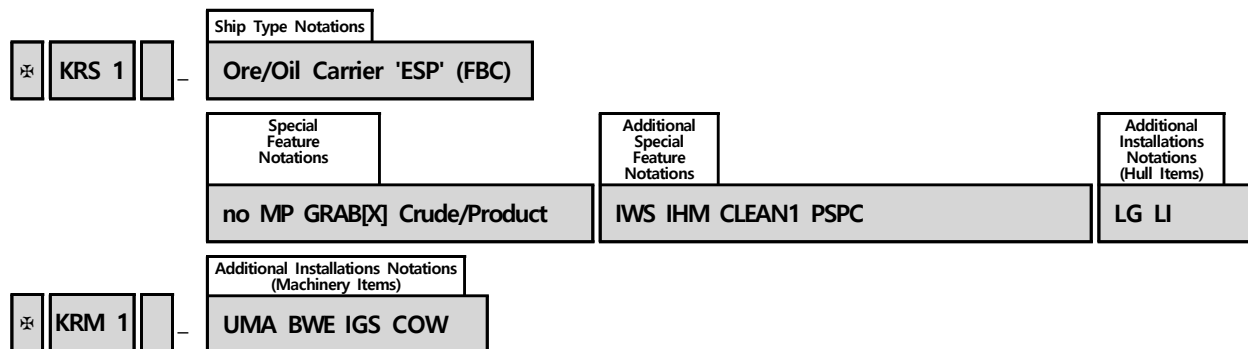 Ship Type Notations
✠ KRS 1 – Ore/Oil Carrier 'ESP' (FBC)
Special
Feature
Notations
Additional
Special
Feature
Notations
Additional
Installations
Notations
(Hull Items)
no MP GRAB[X] Crude/Product
IWS IHM CLEAN1 PSPC
LG LI
Additional Installations Notations
(Machinery Items)
✠ KRM 1 – UMA BWE IGS COW